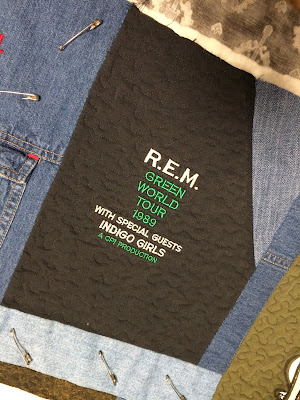 R.E.M.
GREEN
WORLD
TOUR
1989
WITH SPECIAL GUESTS
INDIGO GIRLS
A CPI PRODUCTION